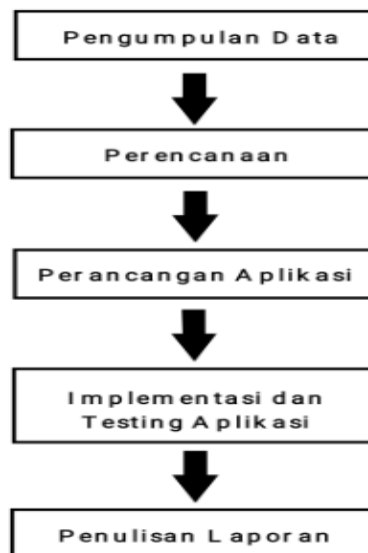 Pengumpulan Data
Perencanaan
Perancangan Aplikasi
Implementasi dan
Testing Aplikasi
Penulisan Laporan